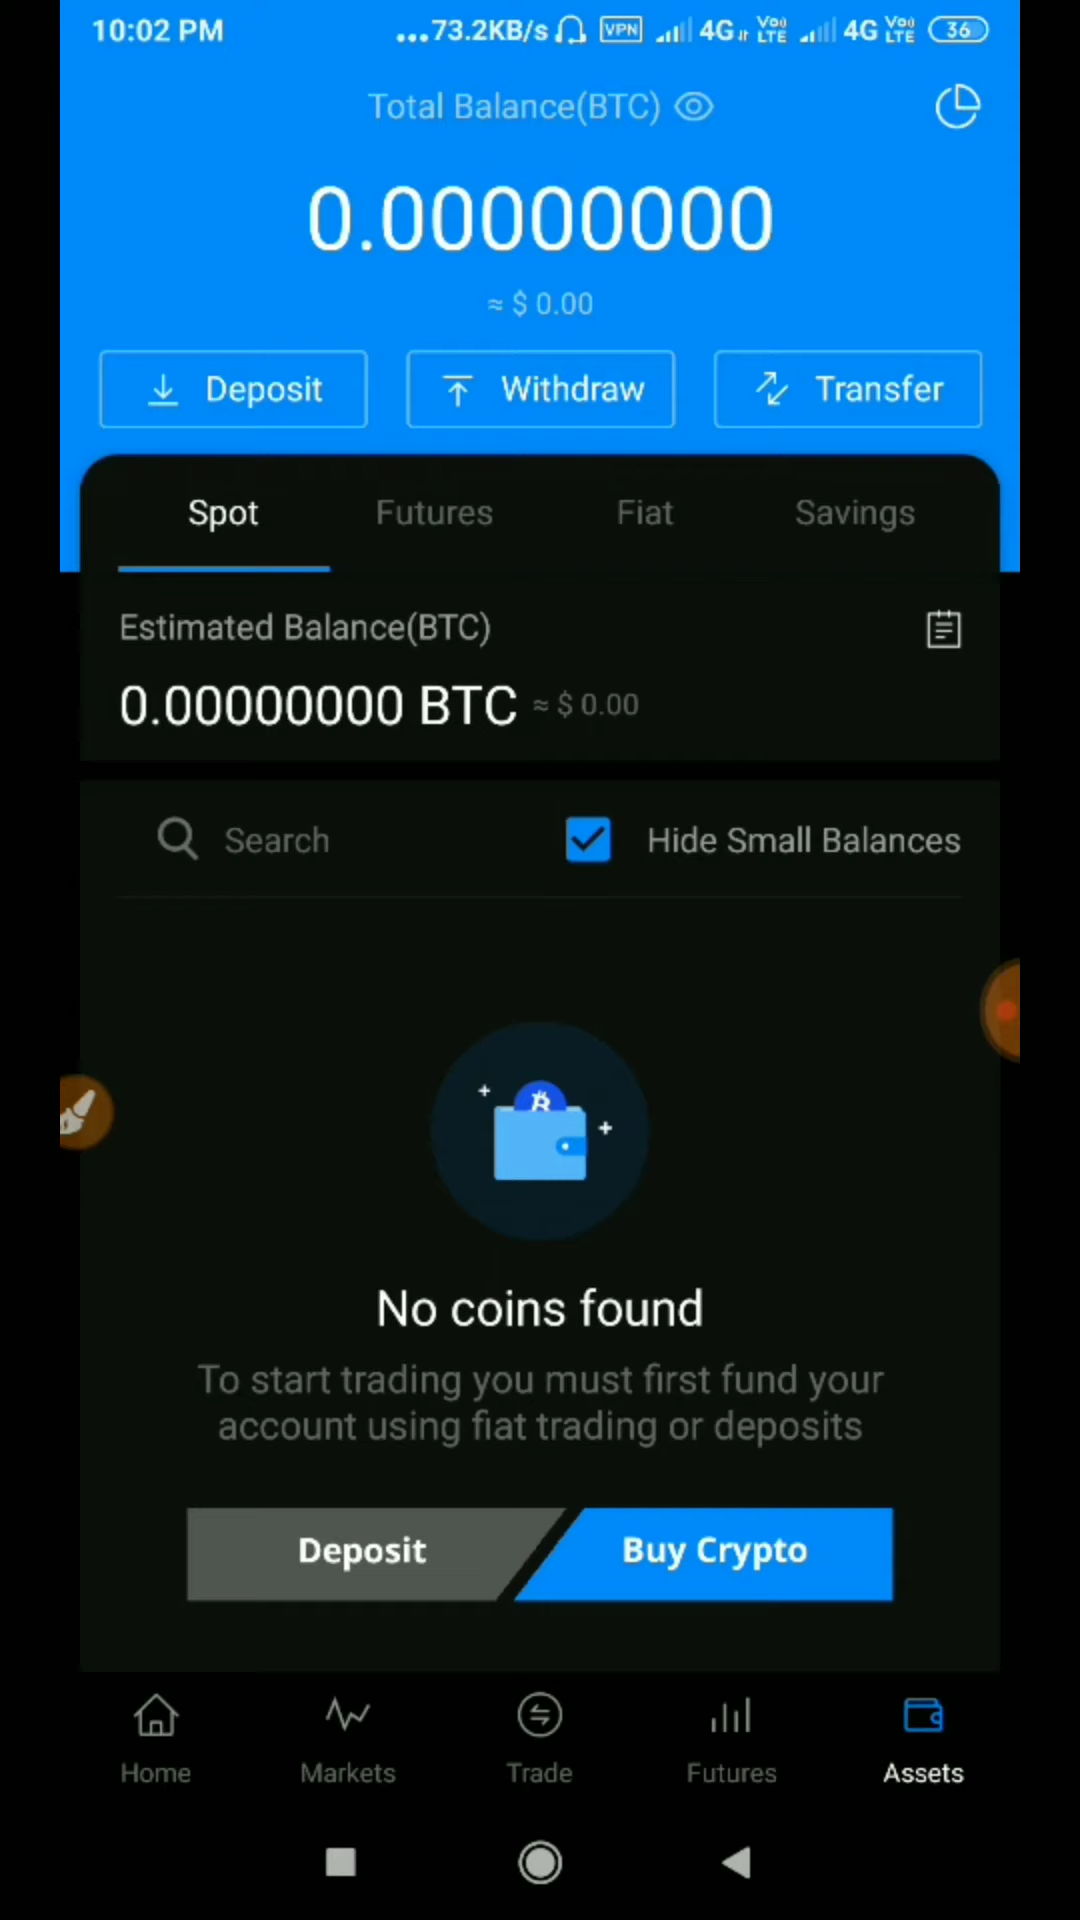 10:02 PM ...73.2KB/s VPN 4G Vo LTE 4G Vo LTE 36
Total Balance(BTC)
0.00000000
≈ $ 0.00
Deposit Withdraw Transfer
Spot Futures Fiat Savings
Estimated Balance(BTC)
0.00000000 BTC ≈ $ 0.00
Search Hide Small Balances
No coins found
To start trading you must first fund your
account using fiat trading or deposits
Deposit Buy Crypto
Home Markets Trade Futures Assets